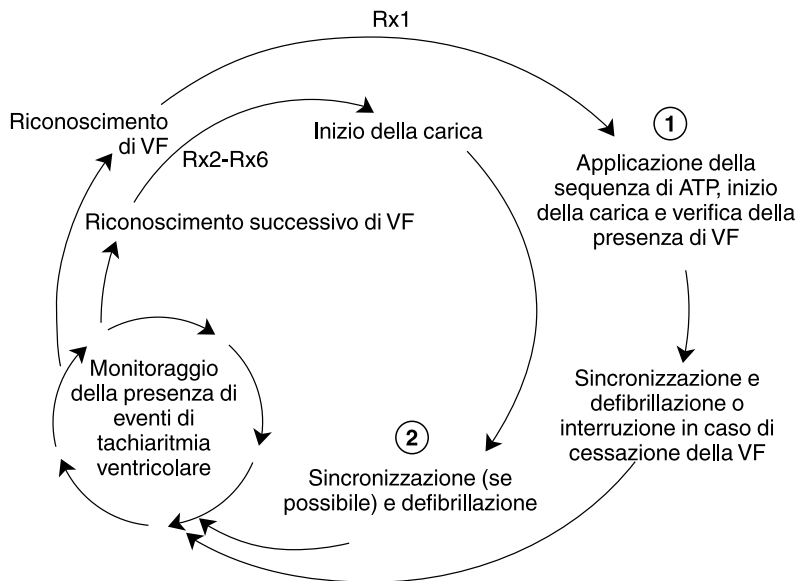 Rx1
Riconoscimento
di VF
Rx2-Rx6
Inizio della carica
1
Applicazione della
sequenza di ATP, inizio
della carica e verifica della
presenza di VF
Riconoscimento successivo di VF
Monitoraggio
della presenza di
eventi di
tachiaritmia
ventricolare
2
Sincronizzazione (se
possibile) e defibrillazione
Sincronizzazione e
defibrillazione o
interruzione in caso di
cessazione della VF